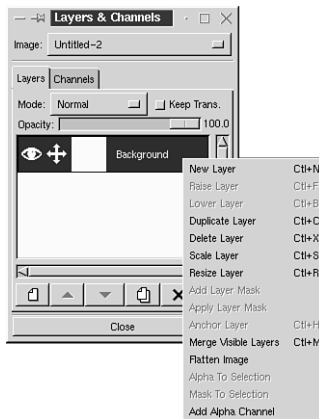 Layers & Channels
Image: Untitled-2
Layers Channels
Mode: Normal Keep Trans.
Opacity: 100.0
Background
New Layer Ctl+N
Raise Layer Ctl+F
Lower Layer Ctl+B
Duplicate Layer Ctl+C
Delete Layer Ctl+X
Scale Layer Ctl+S
Resize Layer Ctl+R
Add Layer Mask
Apply Layer Mask
Anchor Layer Ctl+H
Merge Visible Layers Ctl+M
Flatten Image
Alpha To Selection
Mask To Selection
Add Alpha Channel
Close